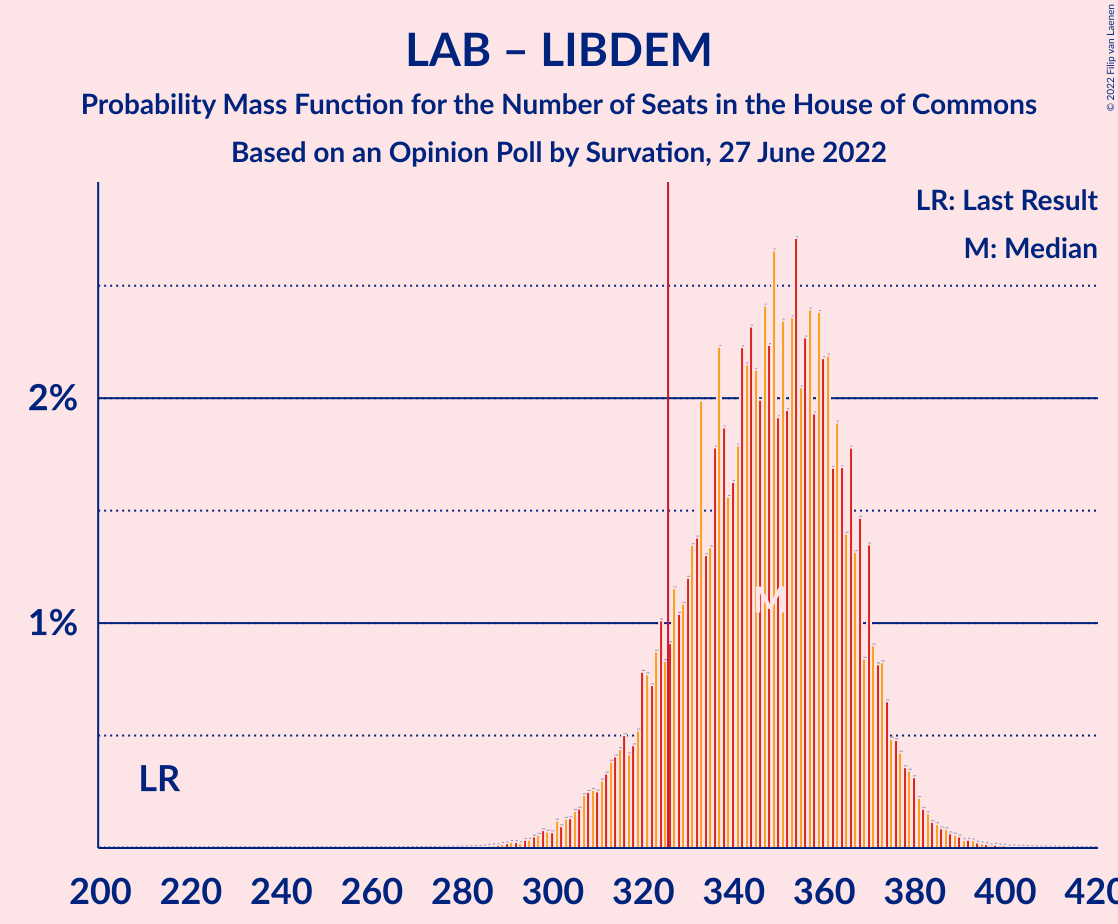 LAB – LIBDEM
Probability Mass Function for the Number of Seats in the House of Commons
Based on an Opinion Poll by Survation, 27 June 2022
© 2022 Filip van Laenen
LR: Last Result
M: Median
2%
1%
M
LR
200 220 240 260 280 300 320 340 360 380 400 420